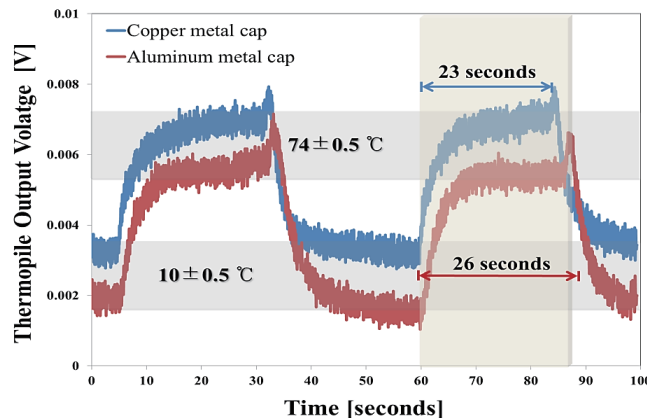 Copper metal cap
Aluminum metal cap
0.01
0.008
0.006
0.004
0.002
0
Thermopile Output Volatge [V]
23 seconds
74±0.5 ℃
10±0.5 ℃
26 seconds
0 10 20 30 40 50 60 70 80 90 100
Time [seconds]